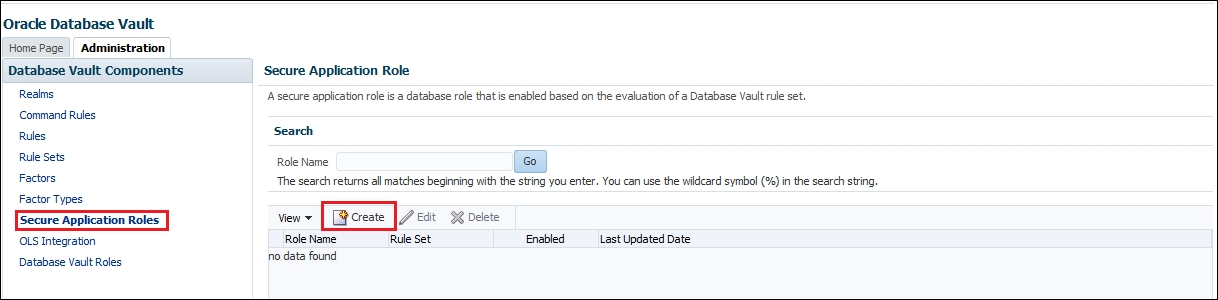 Oracle Database Vault
Home Page Administration
Database Vault Components
Realms
Command Rules
Rules
Rule Sets
Factors
Factor Types
Secure Application Roles
OLS Integration
Database Vault Roles
Secure Application Role
A secure application role is a database role that is enabled based on the evaluation of a Database Vault rule set.
Search
Role Name Go
The search returns all matches beginning with the string you enter. You can use the wildcard symbol (%) in the search string.
View Create Edit Delete
Role Name Rule Set Enabled Last Updated Date
no data found